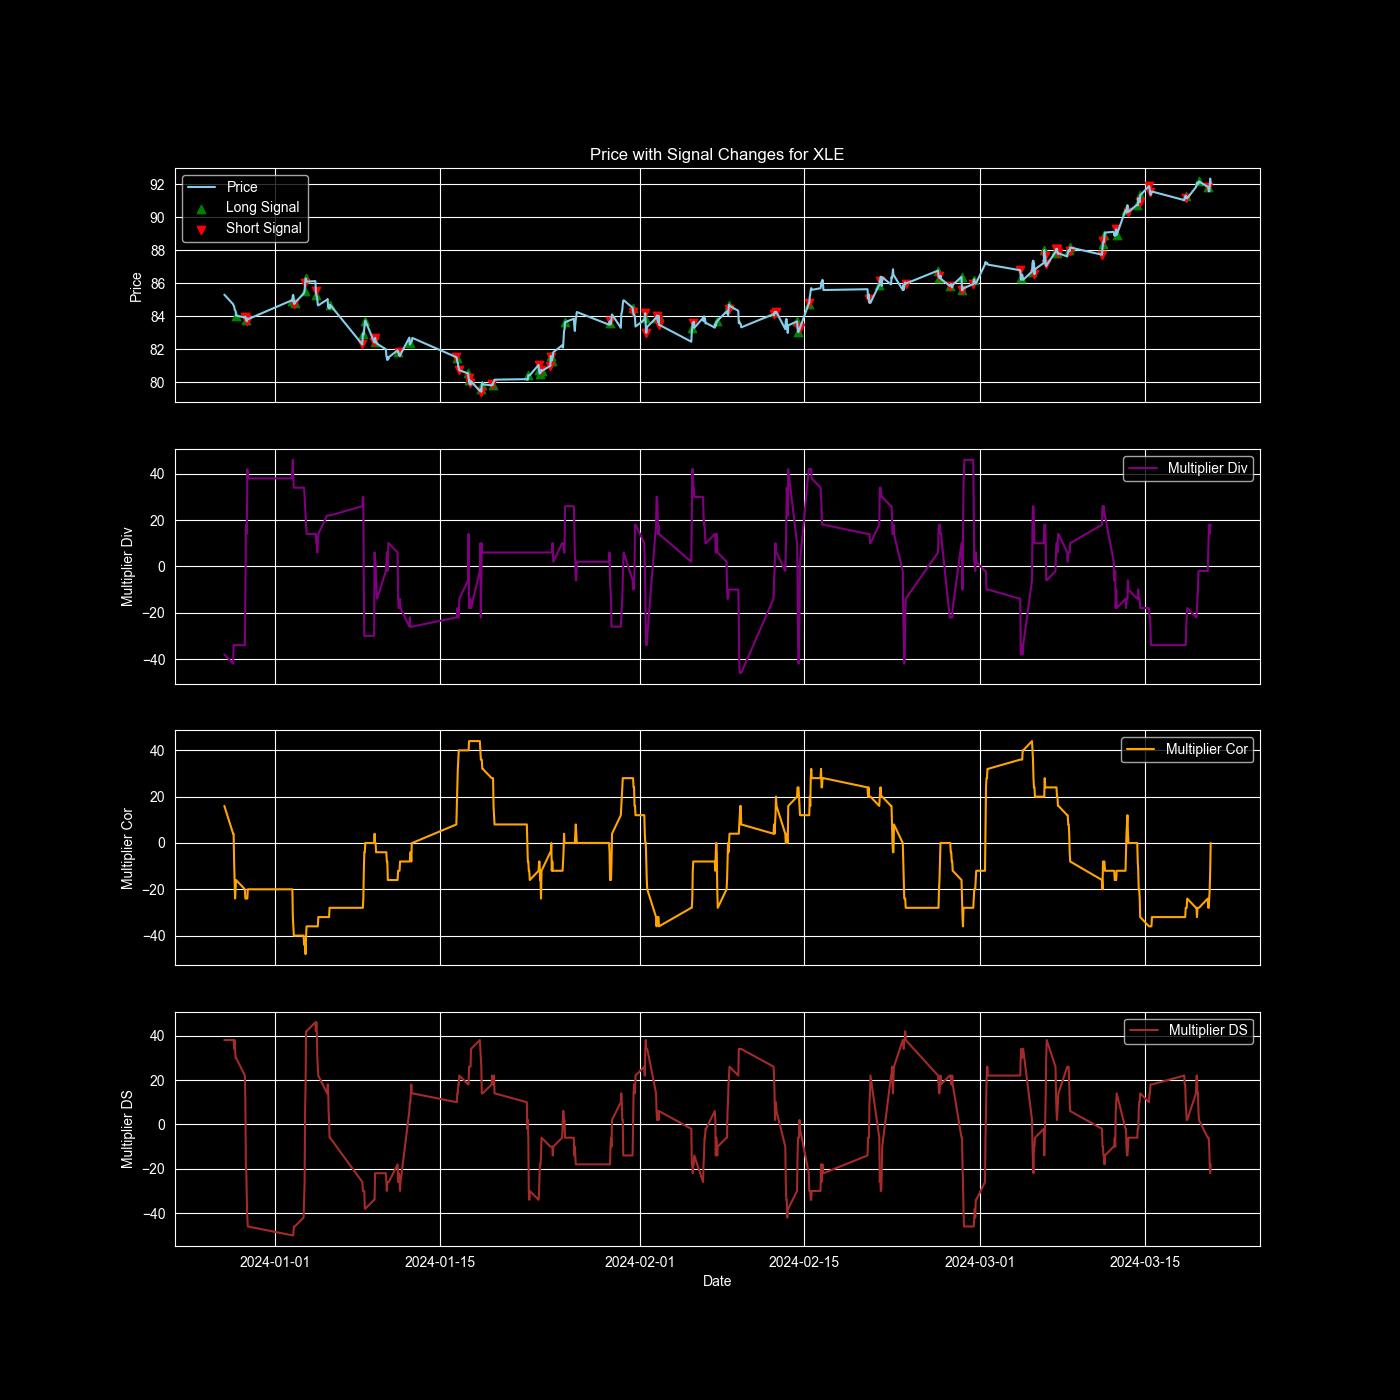 Price with Signal Changes for XLE
Price
92
90
88
86
84
82
80
Price
Long Signal
Short Signal
Multiplier Div
40
20
0
−20
−40
Multiplier Div
Multiplier Cor
40
20
0
−20
−40
Multiplier Cor
Multiplier DS
40
20
0
−20
−40
Multiplier DS
2024-01-01 2024-01-15 2024-02-01 2024-02-15 2024-03-01 2024-03-15
Date